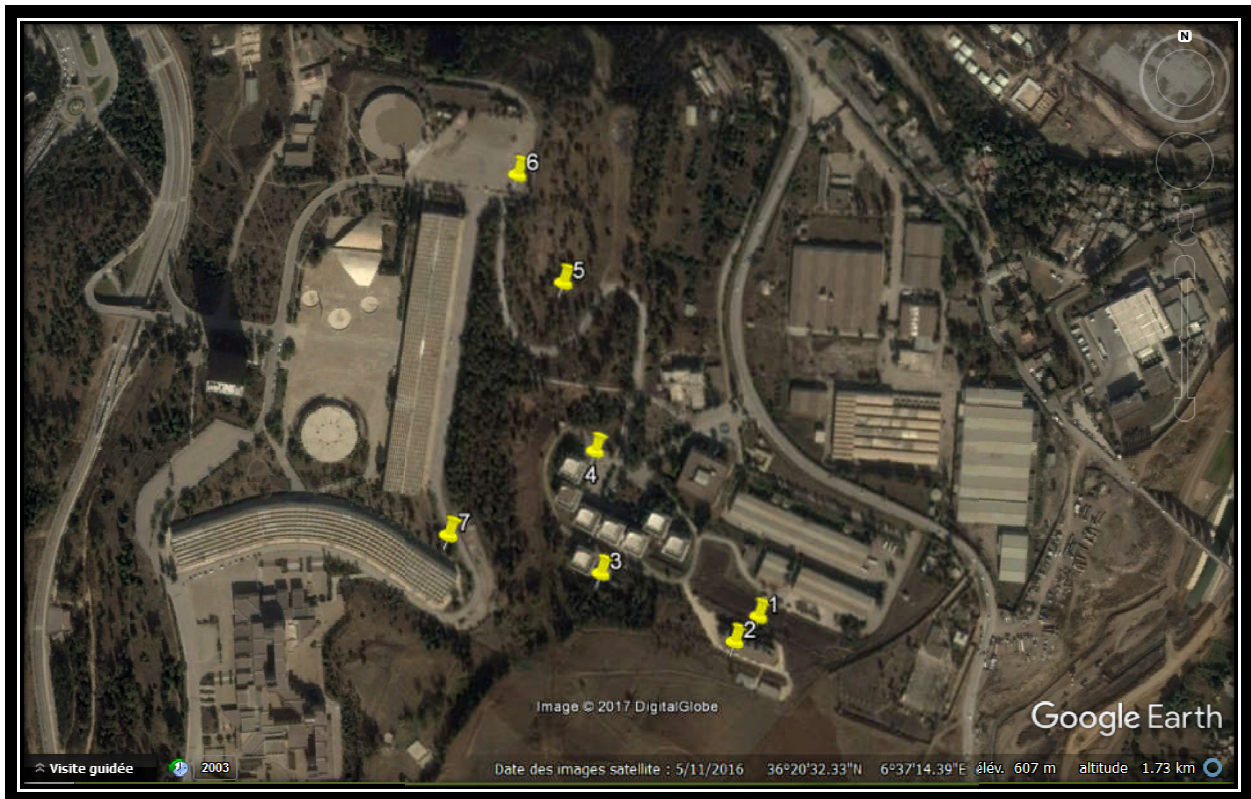 N
6
5
4
7
3
1
2
Image © 2017 DigitalGlobe
Google Earth
Visite guidée 2003 Date des images satellite : 5/11/2016 36°20'32.33"N 6°37'14.39"E élév. 607 m altitude 1.73 km